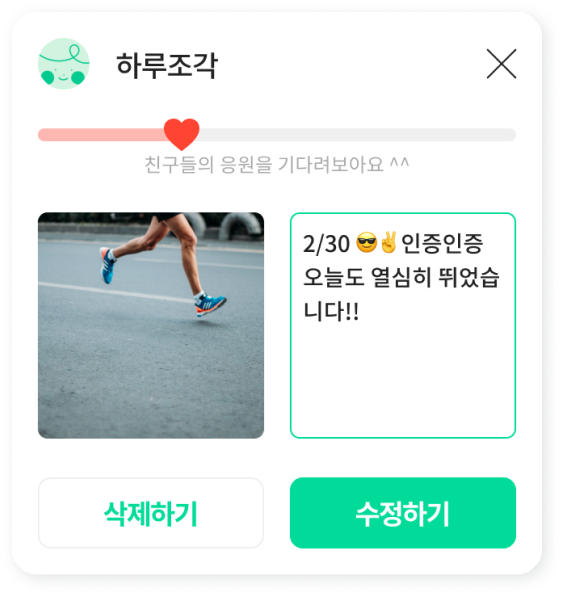 하루조각
친구들의 응원을 기다려보아요 ^^
2/30 😎✌️인증인증
오늘도 열심히 뛰었습
니다!!
삭제하기
수정하기